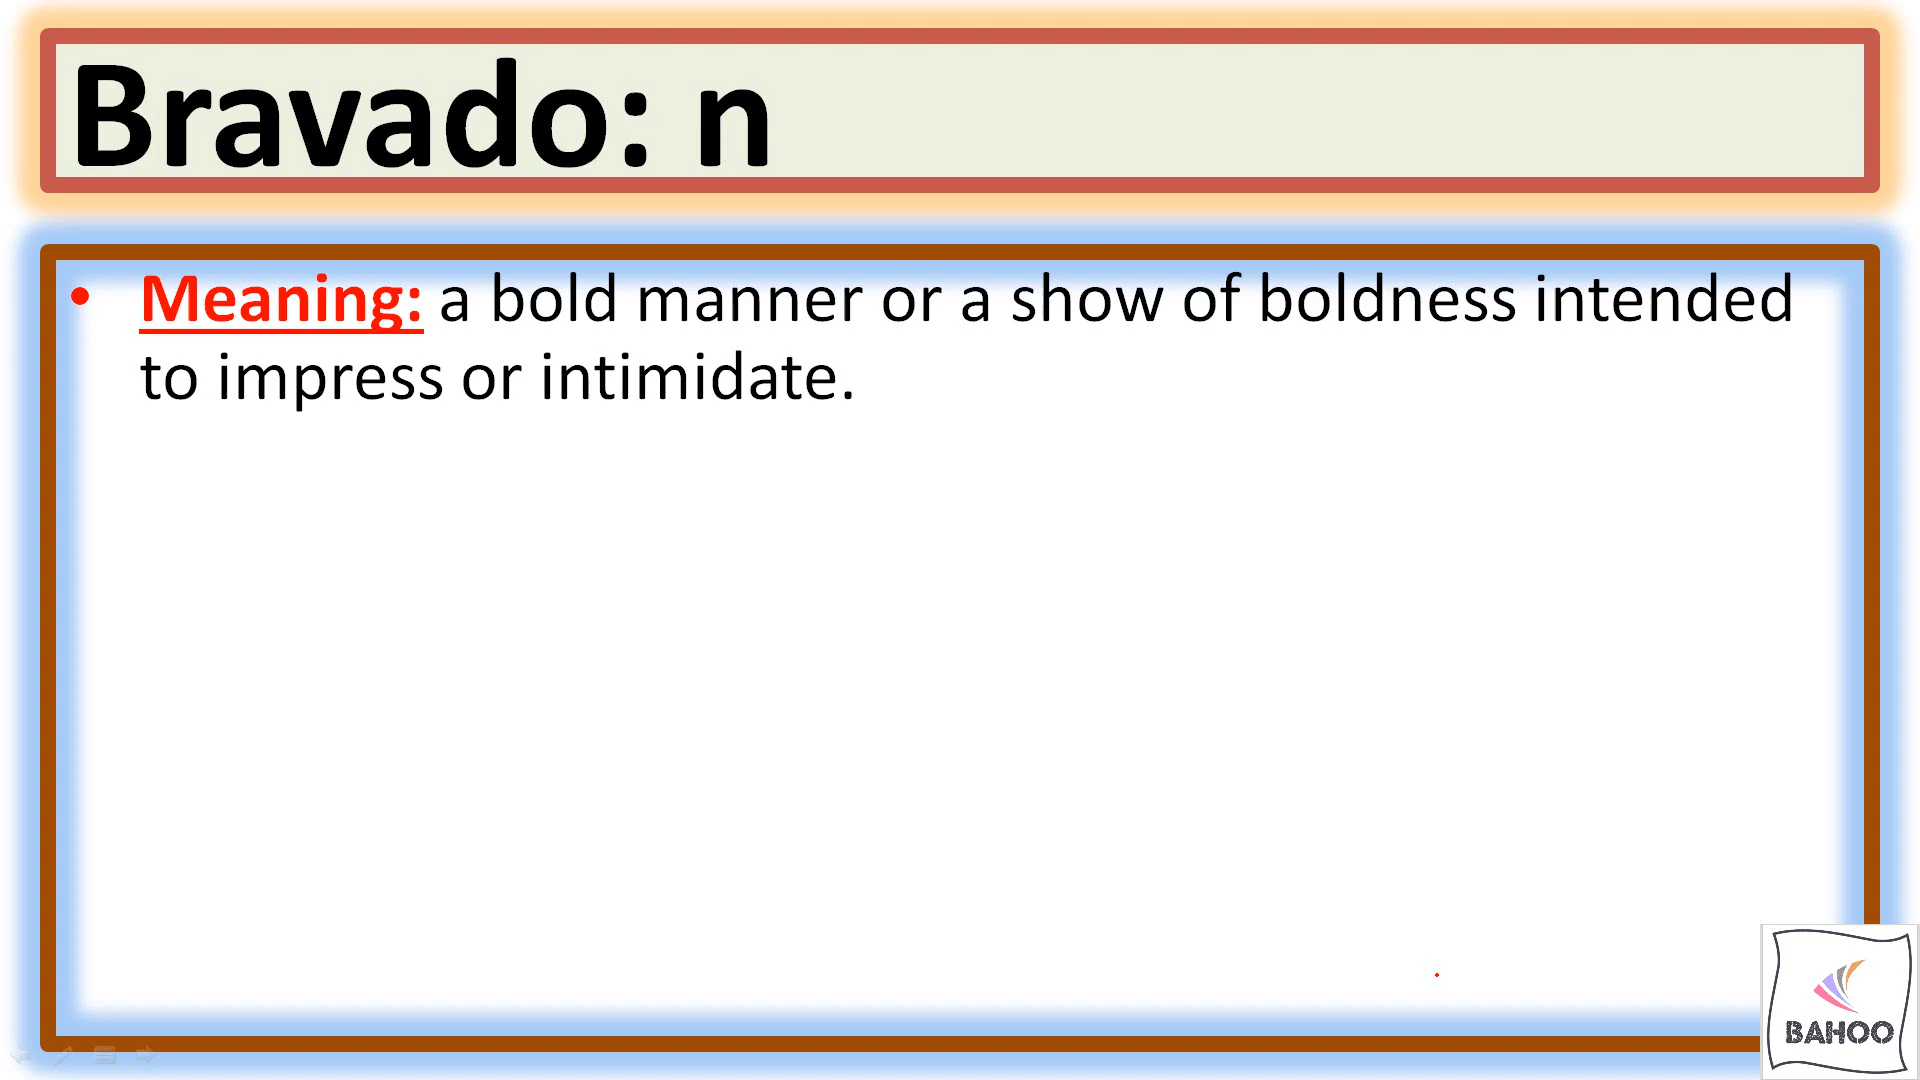 Bravado: n
• Meaning: a bold manner or a show of boldness intended
to impress or intimidate.
BAHOO